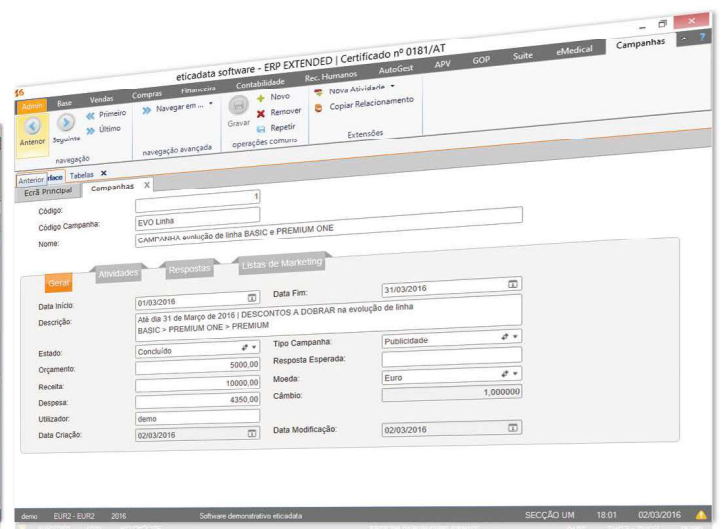 eticadata software - ERP EXTENDED | Certificado nº 0181/AT
16
Admin Base Vendas Compras Financeira Contabilidade Rec. Humanos AutoGest APV GOP Suite eMedical Campanhas ?
Anterior Seguinte Primeiro Último
navegação
Navegar em ...
navegação avançada
Gravar Novo Remover Repetir
operações comuns
Nova Atividade
Copiar Relacionamento
Extensões
Anterior rface Tabelas X
Ecrã Principal Campanhas X
Código: 1
Código Campanha: EVO Linha
Nome: CAMPANHA evolução de linha BASIC e PREMIUM ONE
Geral Atividades Respostas Listas de Marketing
Data Início: 01/03/2016 Data Fim: 31/03/2016
Descrição: Até dia 31 de Março de 2016 | DESCONTOS A DOBRAR na evolução de linha
BASIC > PREMIUM ONE > PREMIUM
Estado: Concluído Tipo Campanha: Publicidade
Orçamento: 5000,00 Resposta Esperada:
Receita: 10000,00 Moeda: Euro
Despesa: 4350,00 Câmbio: 1,000000
Utilizador: demo
Data Criação: 02/03/2016 Data Modificação: 02/03/2016
demo EUR2 - EUR2 2016 Software demonstrativo eticadata SECÇÃO UM 18:01 02/03/2016